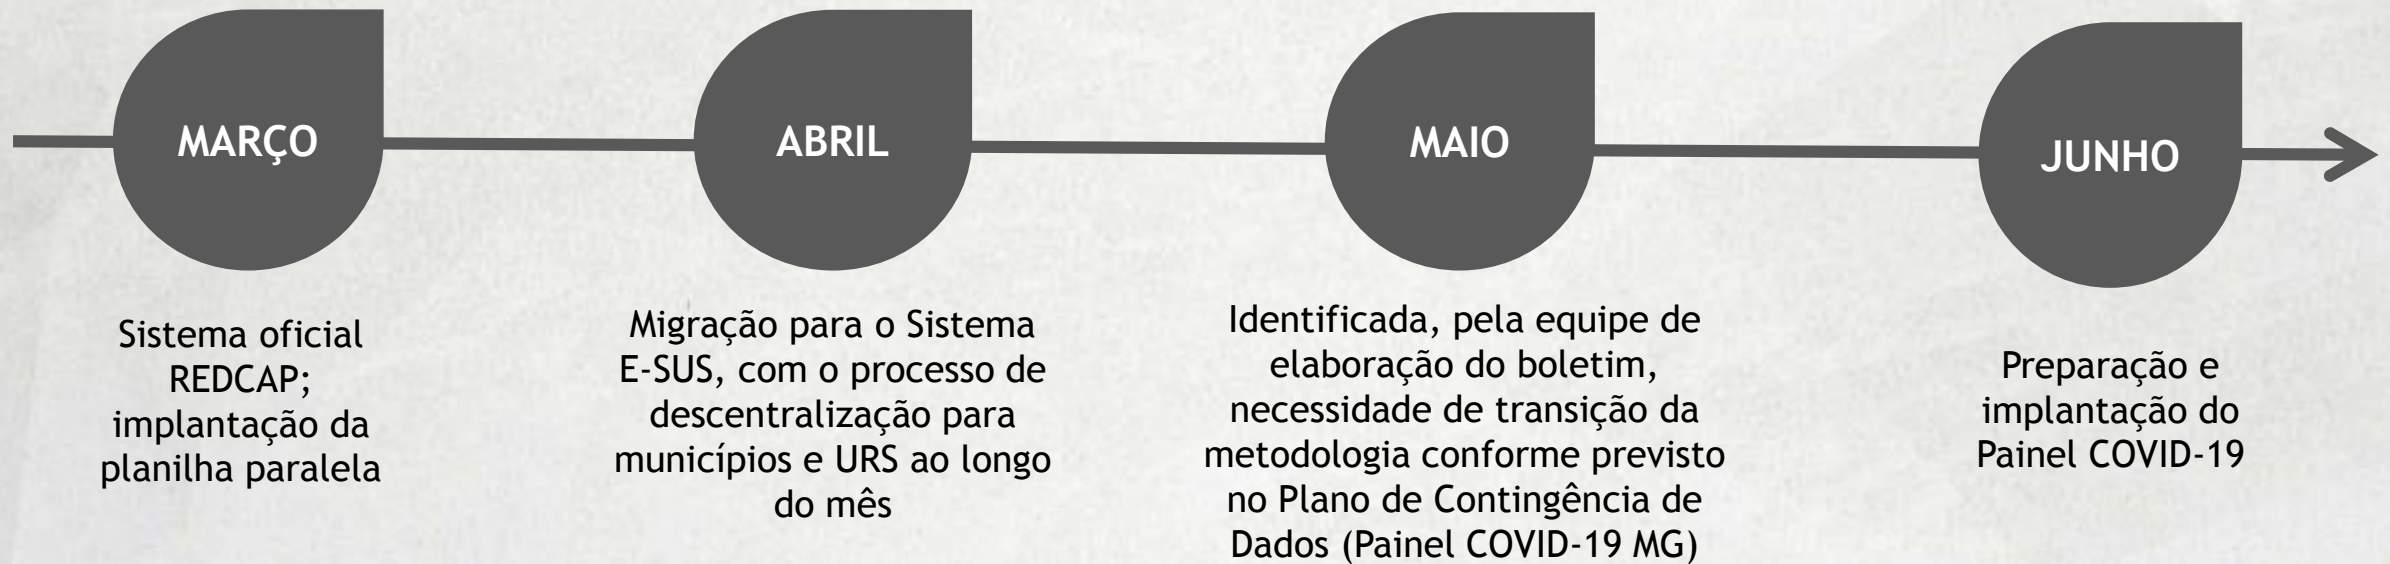 MARÇO
Sistema oficial
REDCAP;
implantação da
planilha paralela
ABRIL
Migração para o Sistema
E-SUS, com o processo de
descentralização para
municípios e URS ao longo
do mês
MAIO
Identificada, pela equipe de
elaboração do boletim,
necessidade de transição da
metodologia conforme previsto
no Plano de Contingência de
Dados (Painel COVID-19 MG)
JUNHO
Preparação e
implantação do
Painel COVID-19